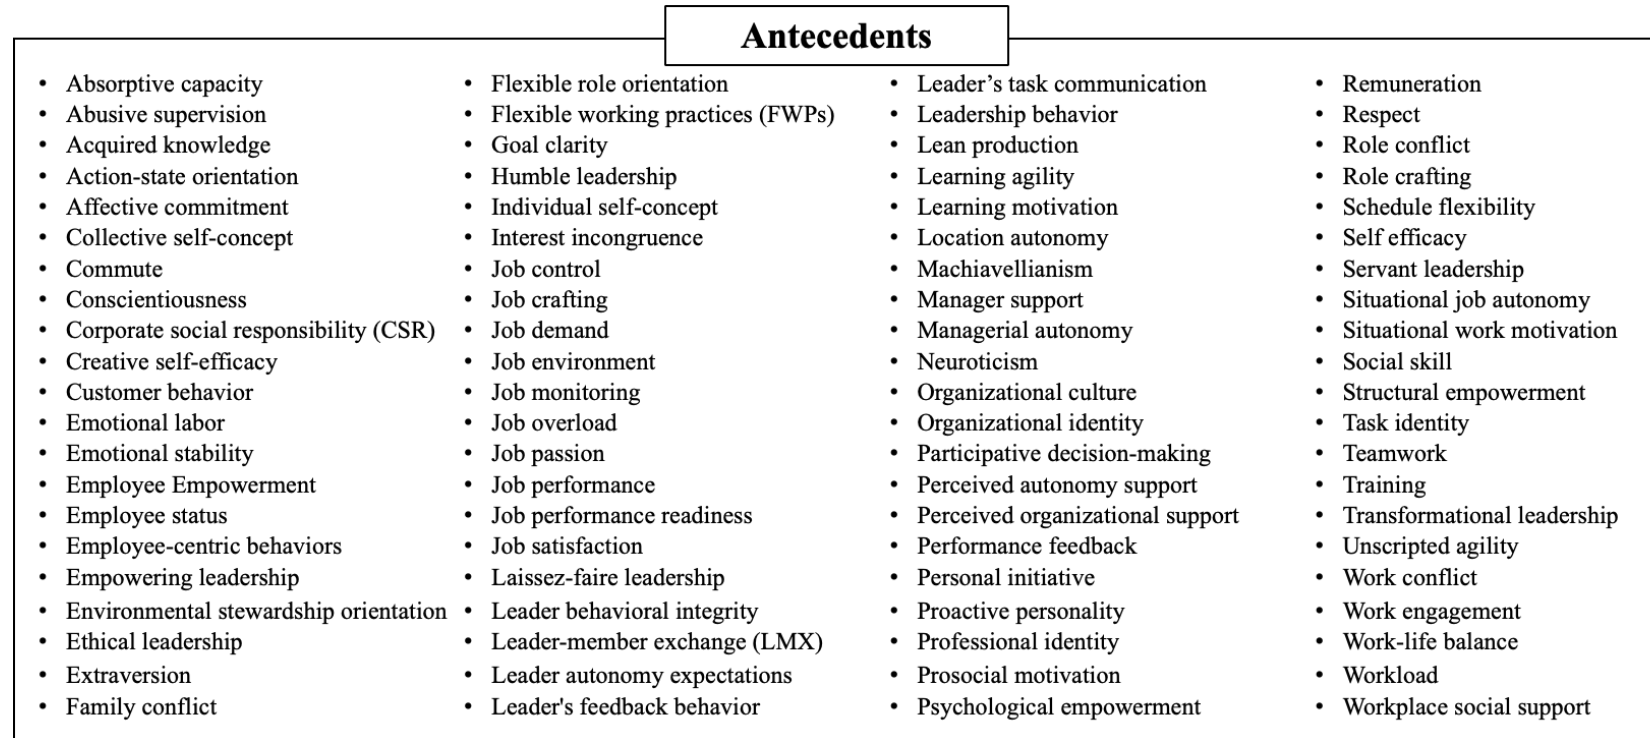 Antecedents
• Absorptive capacity
• Abusive supervision
• Acquired knowledge
• Action-state orientation
• Affective commitment
• Collective self-concept
• Commute
• Conscientiousness
• Corporate social responsibility (CSR)
• Creative self-efficacy
• Customer behavior
• Emotional labor
• Emotional stability
• Employee Empowerment
• Employee status
• Employee-centric behaviors
• Empowering leadership
• Environmental stewardship orientation
• Ethical leadership
• Extraversion
• Family conflict
• Flexible role orientation
• Flexible working practices (FWPs)
• Goal clarity
• Humble leadership
• Individual self-concept
• Interest incongruence
• Job control
• Job crafting
• Job demand
• Job environment
• Job monitoring
• Job overload
• Job passion
• Job performance
• Job performance readiness
• Job satisfaction
• Laissez-faire leadership
• Leader behavioral integrity
• Leader-member exchange (LMX)
• Leader autonomy expectations
• Leader's feedback behavior
• Leader’s task communication
• Leadership behavior
• Lean production
• Learning agility
• Learning motivation
• Location autonomy
• Machiavellianism
• Manager support
• Managerial autonomy
• Neuroticism
• Organizational culture
• Organizational identity
• Participative decision-making
• Perceived autonomy support
• Perceived organizational support
• Performance feedback
• Personal initiative
• Proactive personality
• Professional identity
• Prosocial motivation
• Psychological empowerment
• Remuneration
• Respect
• Role conflict
• Role crafting
• Schedule flexibility
• Self efficacy
• Servant leadership
• Situational job autonomy
• Situational work motivation
• Social skill
• Structural empowerment
• Task identity
• Teamwork
• Training
• Transformational leadership
• Unscripted agility
• Work conflict
• Work engagement
• Work-life balance
• Workload
• Workplace social support